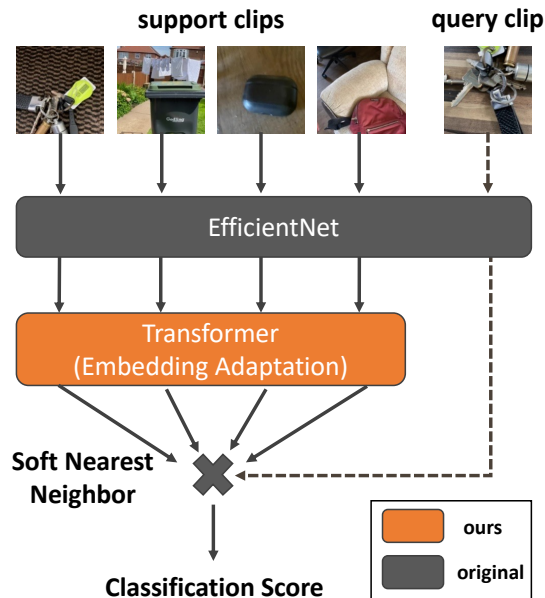 support clips
query clip
EfficientNet
Transformer
(Embedding Adaptation)
Soft Nearest
Neighbor
ours
original
Classification Score